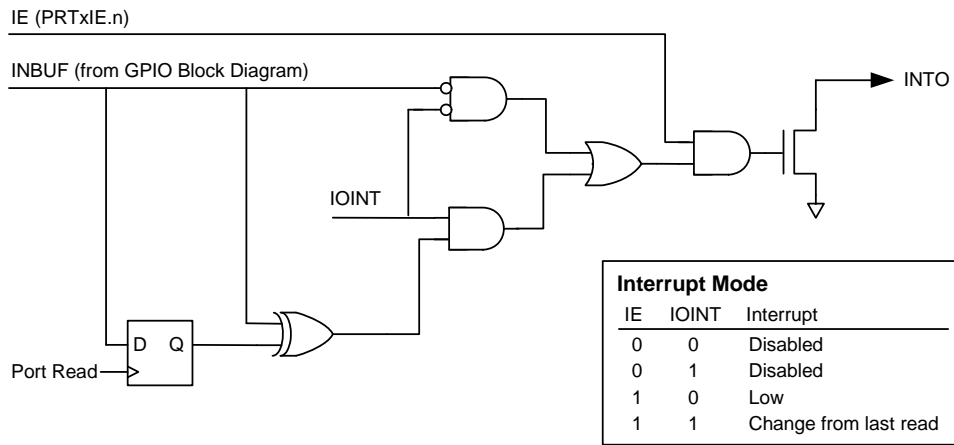 IE (PRTxIE.n)
INBUF (from GPIO Block Diagram)
INTO
IOINT
D Q
Port Read
Interrupt Mode
IE IOINT Interrupt
0 0 Disabled
0 1 Disabled
1 0 Low
1 1 Change from last read